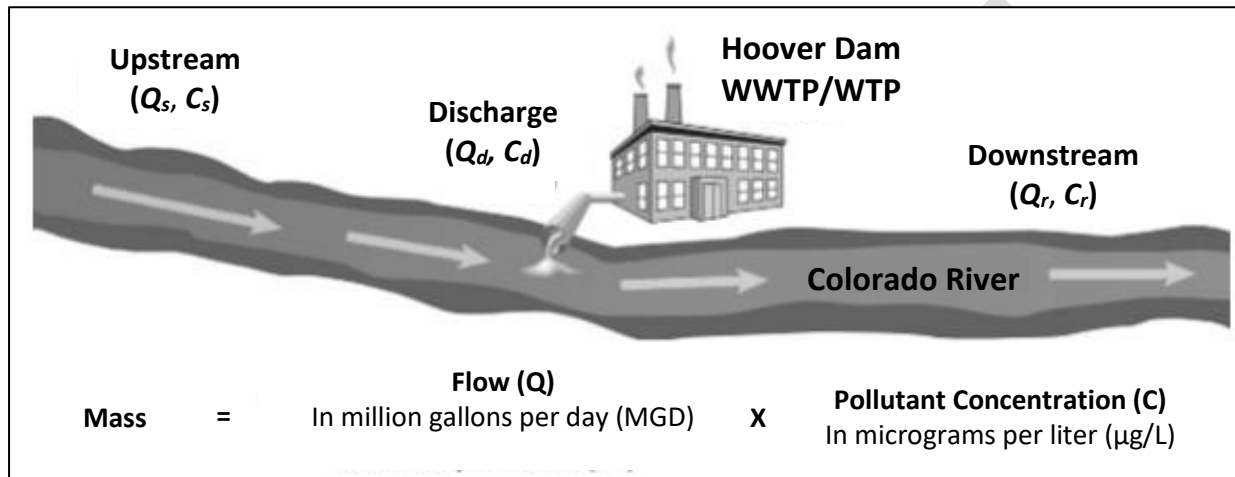 Upstream
(Qs, Cs)
Discharge
(Qd, Cd)
Hoover Dam
WWTP/WTP
Downstream
(Qr, Cr)
Colorado River
Flow (Q)
Mass = In million gallons per day (MGD) X Pollutant Concentration (C)
In micrograms per liter (µg/L)